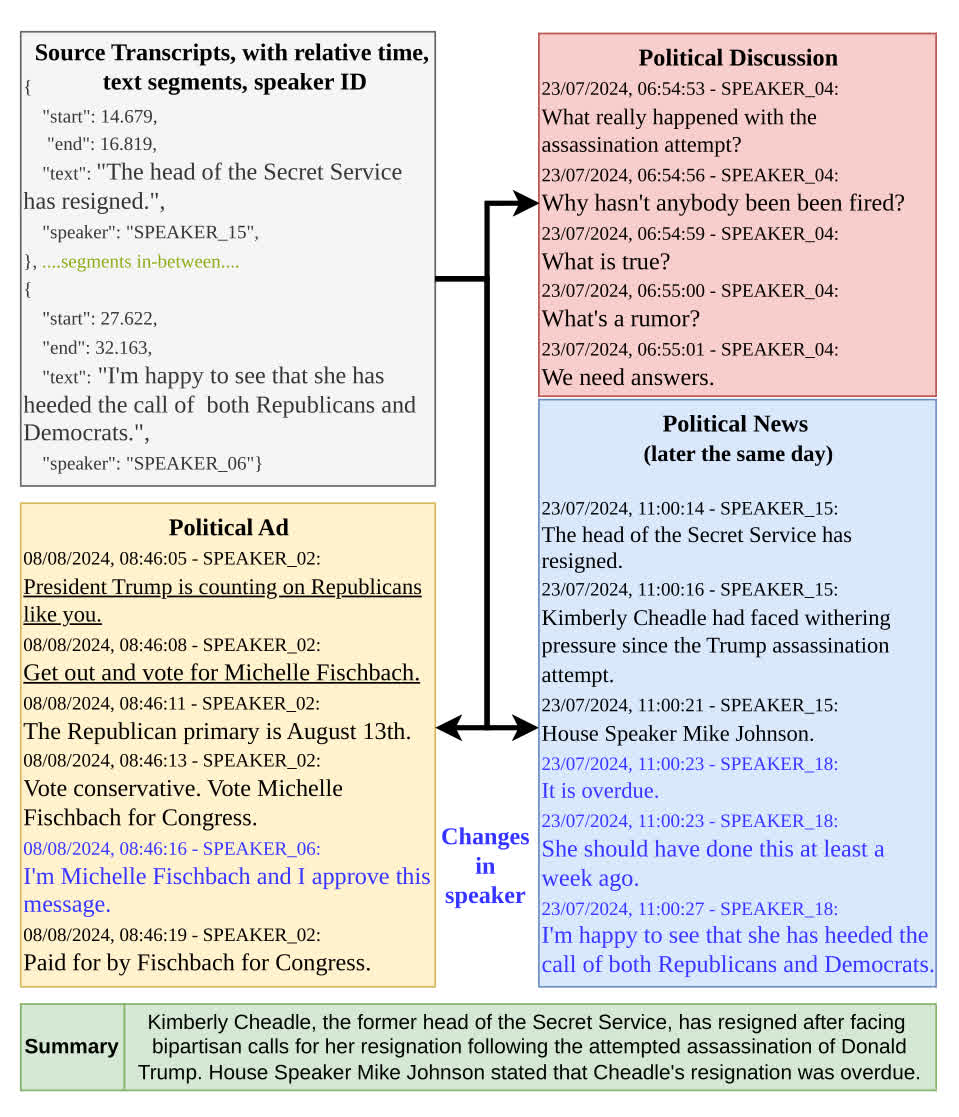 Source Transcripts, with relative time,
text segments, speaker ID
{
"start": 14.679,
"end": 16.819,
"text": "The head of the Secret Service
has resigned.",
"speaker": "SPEAKER_15",
}, ....segments in-between....
{
"start": 27.622,
"end": 32.163,
"text": "I'm happy to see that she has
heeded the call of  both Republicans and
Democrats.",
"speaker": "SPEAKER_06"}
Political Ad
08/08/2024, 08:46:05 - SPEAKER_02:
President Trump is counting on Republicans
like you.
08/08/2024, 08:46:08 - SPEAKER_02:
Get out and vote for Michelle Fischbach.
08/08/2024, 08:46:11 - SPEAKER_02:
The Republican primary is August 13th.
08/08/2024, 08:46:13 - SPEAKER_02:
Vote conservative. Vote Michelle
Fischbach for Congress.
08/08/2024, 08:46:16 - SPEAKER_06:
I'm Michelle Fischbach and I approve this
message.
08/08/2024, 08:46:19 - SPEAKER_02:
Paid for by Fischbach for Congress.
Changes
in
speaker
Political Discussion
23/07/2024, 06:54:53 - SPEAKER_04:
What really happened with the
assassination attempt?
23/07/2024, 06:54:56 - SPEAKER_04:
Why hasn't anybody been been fired?
23/07/2024, 06:54:59 - SPEAKER_04:
What is true?
23/07/2024, 06:55:00 - SPEAKER_04:
What's a rumor?
23/07/2024, 06:55:01 - SPEAKER_04:
We need answers.
Political News
(later the same day)
23/07/2024, 11:00:14 - SPEAKER_15:
The head of the Secret Service has
resigned.
23/07/2024, 11:00:16 - SPEAKER_15:
Kimberly Cheadle had faced withering
pressure since the Trump assassination
attempt.
23/07/2024, 11:00:21 - SPEAKER_15:
House Speaker Mike Johnson.
23/07/2024, 11:00:23 - SPEAKER_18:
It is overdue.
23/07/2024, 11:00:23 - SPEAKER_18:
She should have done this at least a
week ago.
23/07/2024, 11:00:27 - SPEAKER_18:
I'm happy to see that she has heeded the
call of both Republicans and Democrats.
Summary
Kimberly Cheadle, the former head of the Secret Service, has resigned after facing
bipartisan calls for her resignation following the attempted assassination of Donald
Trump. House Speaker Mike Johnson stated that Cheadle's resignation was overdue.